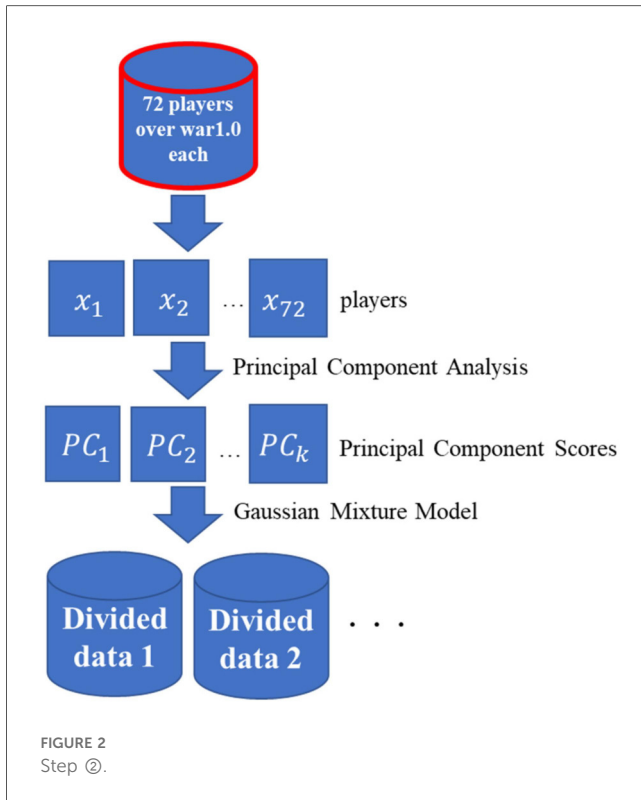 72 players
over war1.0
each
x₁ x₂ … x₇₂ players
Principal Component Analysis
PC₁ PC₂ … PCₖ Principal Component Scores
Gaussian Mixture Model
Divided
data 1
Divided
data 2
. . .
FIGURE 2
Step ②.